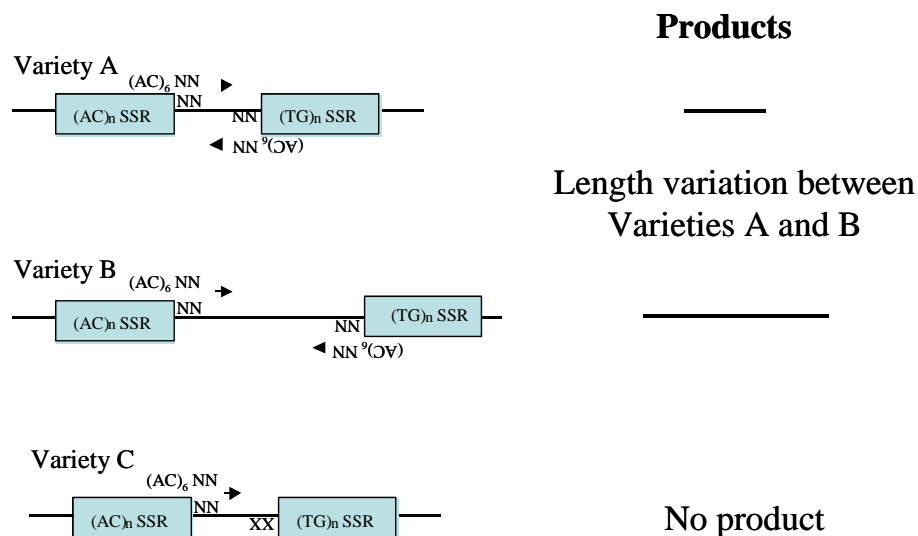 Products
Variety A
(AC)₆ NN
NN
(AC)n SSR
NN
(TG)n SSR
(AC)₆ NN
Length variation between
Varieties A and B
Variety B
(AC)₆ NN
NN
(AC)n SSR
NN
(TG)n SSR
(AC)₆ NN
Variety C
(AC)₆ NN
NN
(AC)n SSR
XX
(TG)n SSR
No product